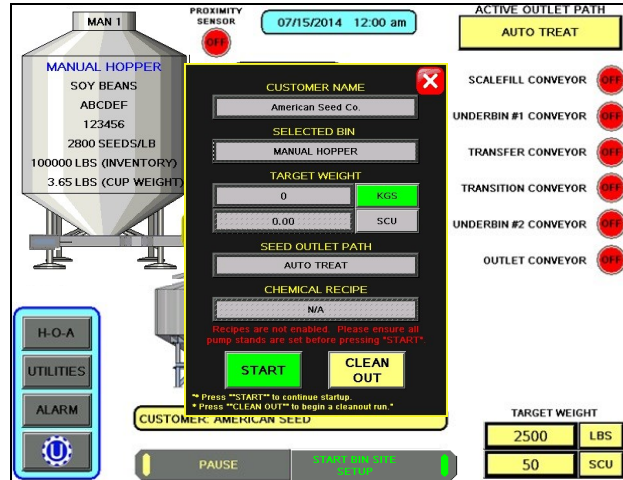 MAN 1
PROXIMITY
SENSOR
OFF
07/15/2014 12:00 am
ACTIVE OUTLET PATH
AUTO TREAT
MANUAL HOPPER
SOY BEANS
ABCDEF
123456
2800 SEEDS/LB
100000 LBS (INVENTORY)
3.65 LBS (CUP WEIGHT)
CUSTOMER NAME
American Seed Co.
SELECTED BIN
MANUAL HOPPER
TARGET WEIGHT
0 KGS
0.00 SCU
SEED OUTLET PATH
AUTO TREAT
CHEMICAL RECIPE
N/A
Recipes are not enabled. Please ensure all
pump stands are set before pressing "START".
START
CLEAN
OUT
"* Press ""START"" to continue startup.
* Press ""CLEAN OUT"" to begin a cleanout run."
SCALEFILL CONVEYOR OFF
UNDERBIN #1 CONVEYOR OFF
TRANSFER CONVEYOR OFF
TRANSITION CONVEYOR OFF
UNDERBIN #2 CONVEYOR OFF
OUTLET CONVEYOR OFF
H-O-A
UTILITIES
ALARM
U
CUSTOMER: AMERICAN SEED
PAUSE
START BIN SITE
SETUP
TARGET WEIGHT
2500 LBS
50 SCU